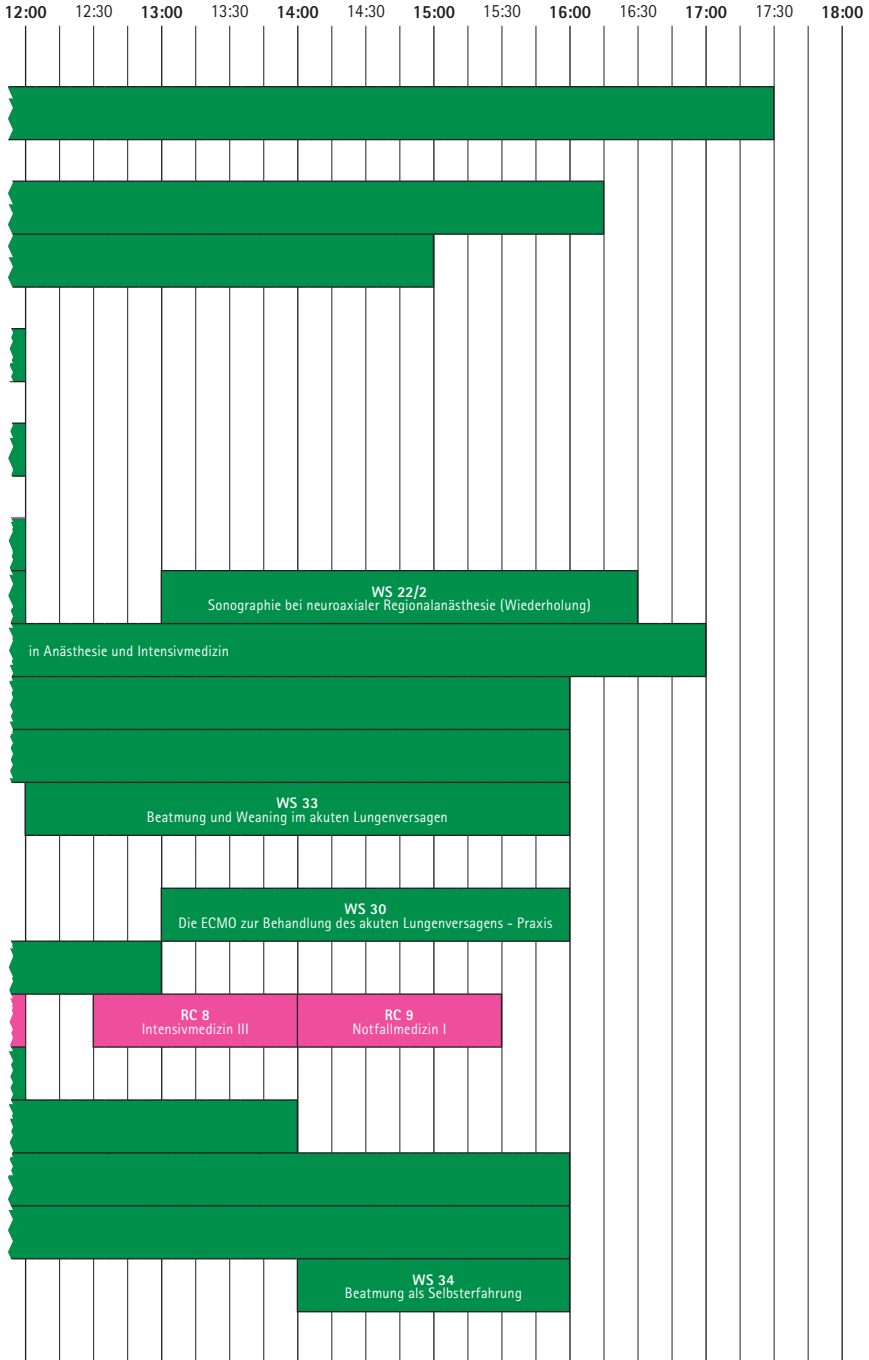 12:00 12:30 13:00 13:30 14:00 14:30 15:00 15:30 16:00 16:30 17:00 17:30 18:00
WS 22/2
Sonographie bei neuroaxialer Regionalanästhesie (Wiederholung)
in Anästhesie und Intensivmedizin
WS 33
Beatmung und Weaning im akuten Lungenversagen
WS 30
Die ECMO zur Behandlung des akuten Lungenversagens - Praxis
RC 8
Intensivmedizin III
RC 9
Notfallmedizin I
WS 34
Beatmung als Selbsterfahrung